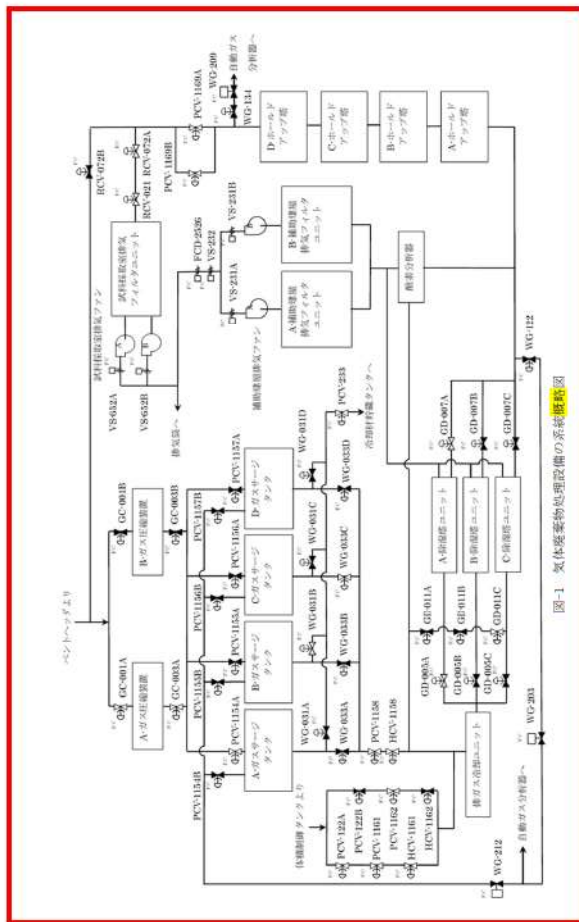 ベントヘッダより
GC-001A
GC-001B
A-ガス圧縮装置
B-ガス圧縮装置
GC-003A
GC-003B
PCV-1154B
PCV-1154A
PCV-1155B
PCV-1155A
PCV-1156B
PCV-1156A
PCV-1157B
PCV-1157A
A-ガスサージ
タンク
B-ガスサージ
タンク
C-ガスサージ
タンク
D-ガスサージ
タンク
WG-031A
WG-031B
WG-031C
WG-031D
WG-033A
WG-033B
WG-033C
WG-033D
PCV-233
冷却材貯蔵タンクへ
PCV-1158
HCV-1158
体積制御タンクより
PCV-122A
PCV-122B
PCV-1161
PCV-1162
HCV-1161
HCV-1162
排ガス冷却ユニット
GD-005A
GD-005B
GD-005C
GD-011A
GD-011B
GD-011C
A-除湿塔ユニット
B-除湿塔ユニット
C-除湿塔ユニット
GD-007A
GD-007B
GD-007C
WG-122
WG-203
WG-212
自動ガス分析器へ
酸素分析器
VS-652A
VS-652B
試料採取室排気ファン
A
B
試料採取室排気
フィルタユニット
RCV-021
RCV-072A
RCV-072B
排気筒へ
FCD-2526
VS-232
VS-231A
VS-231B
補助建屋排気ファン
A-補助建屋
排気フィルタ
ユニット
B-補助建屋
排気フィルタ
ユニット
PCV-1169A
PCV-1169B
WG-209
WG-134
自動ガス
分析器へ
D-ホールド
アップ塔
C-ホールド
アップ塔
B-ホールド
アップ塔
A-ホールド
アップ塔
図-1 気体廃棄物処理設備の系統概略図